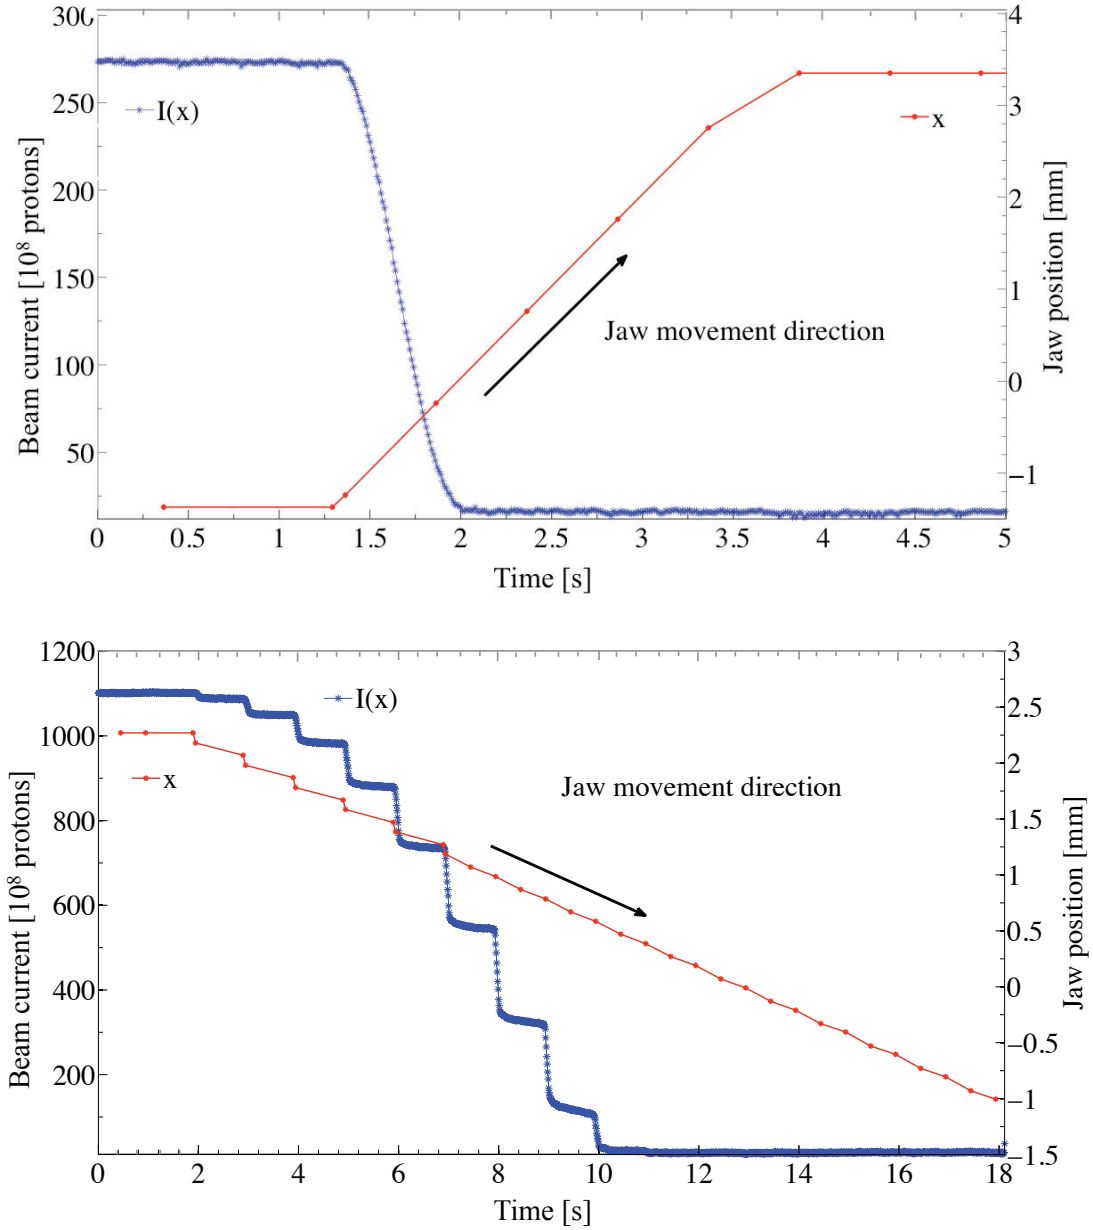 300
4
250
I(x)
x
3
200
2
150
1
Jaw movement direction
100
0
50
−1
Beam current [10⁸ protons]
Jaw position [mm]
0 0.5 1 1.5 2 2.5 3 3.5 4 4.5 5
Time [s]
1200
3
I(x)
2.5
1000
x
2
Jaw movement direction
800
1.5
1
600
0.5
400
0
−0.5
200
−1
−1.5
Beam current [10⁸ protons]
Jaw position [mm]
0 2 4 6 8 10 12 14 16 18
Time [s]